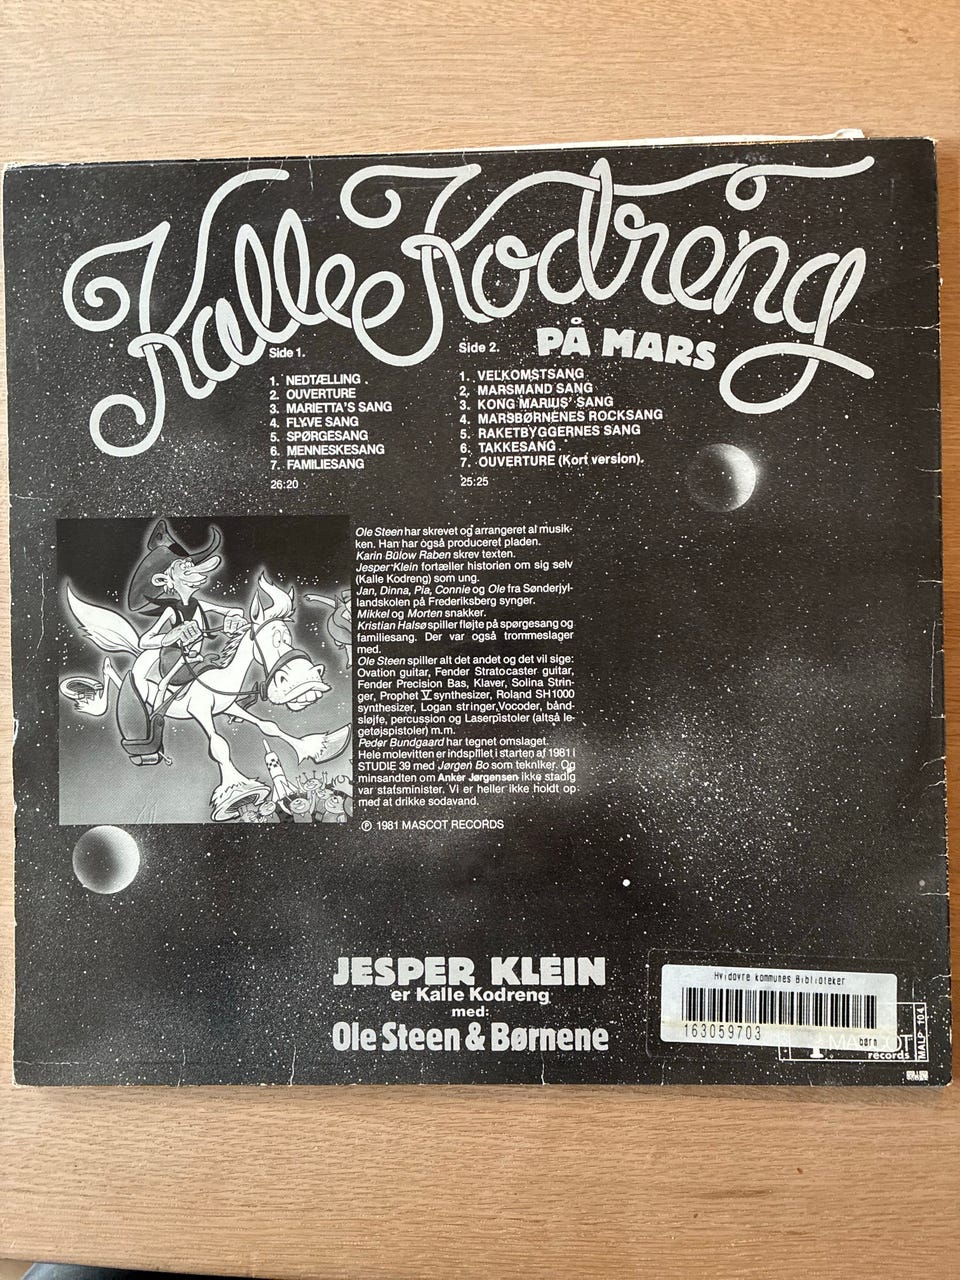 Kalle Kodreng
PÅ MARS
Side 1.
1. NEDTÆLLING.
2. OUVERTURE
3. MARIETTA'S SANG
4. FLYVE SANG
5. SPØRGESANG
6. MENNESKESANG
7. FAMILIESANG
26:20
Side 2.
1. VELKOMSTSANG
2. MARSMAND SANG
3. KONG MARIUS' SANG
4. MARSBØRNENES ROCKSANG
5. RAKETBYGGERNES SANG
6. TAKKESANG
7. OUVERTURE (Kort version).
25:25
Ole Steen har skrevet og arrangeret al musik-
ken. Han har også produceret pladen.
Karin Bülow Raben skrev texten.
Jesper Klein fortæller historien om sig selv
(Kalle Kodreng) som ung.
Jan, Dinna, Pia, Connie og Ole fra Sønderjyl-
landskolen på Frederiksberg synger.
Mikkel og Morten snakker.
Kristian Halsø spiller fløjte på spørgesang og
familiesang. Der var også trommeslager
med.
Ole Steen spiller alt det andet og det vil sige:
Ovation guitar, Fender Stratocaster guitar,
Fender Precision Bas, Klaver, Solina Strin-
ger, Prophet V synthesizer, Roland SH1000
synthesizer, Logan stringer, Vocoder, bånd-
sløjfe, percussion og Laserpistoler (altså le-
getøjspistoler) m.m.
Peder Bundgaard har tegnet omslaget.
Hele molevitten er indspillet i starten af 1981 i
STUDIE 39 med Jørgen Bo som tekniker. Og
minsandten om Anker Jørgensen ikke stadig
var statsminister. Vi er heller ikke holdt op
med at drikke sodavand.
Ⓟ 1981 MASCOT RECORDS
JESPER KLEIN
er Kalle Kodreng
med:
Ole Steen & Børnene
Hvidovre kommunes Biblioteker
163059703
børn
MASCOT
records
MALP 104